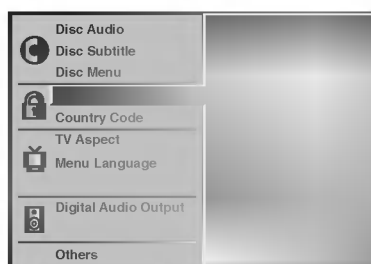 Disc Audio
Disc Subtitle
Disc Menu
Country Code
TV Aspect
Menu Language
Digital Audio Output
Others